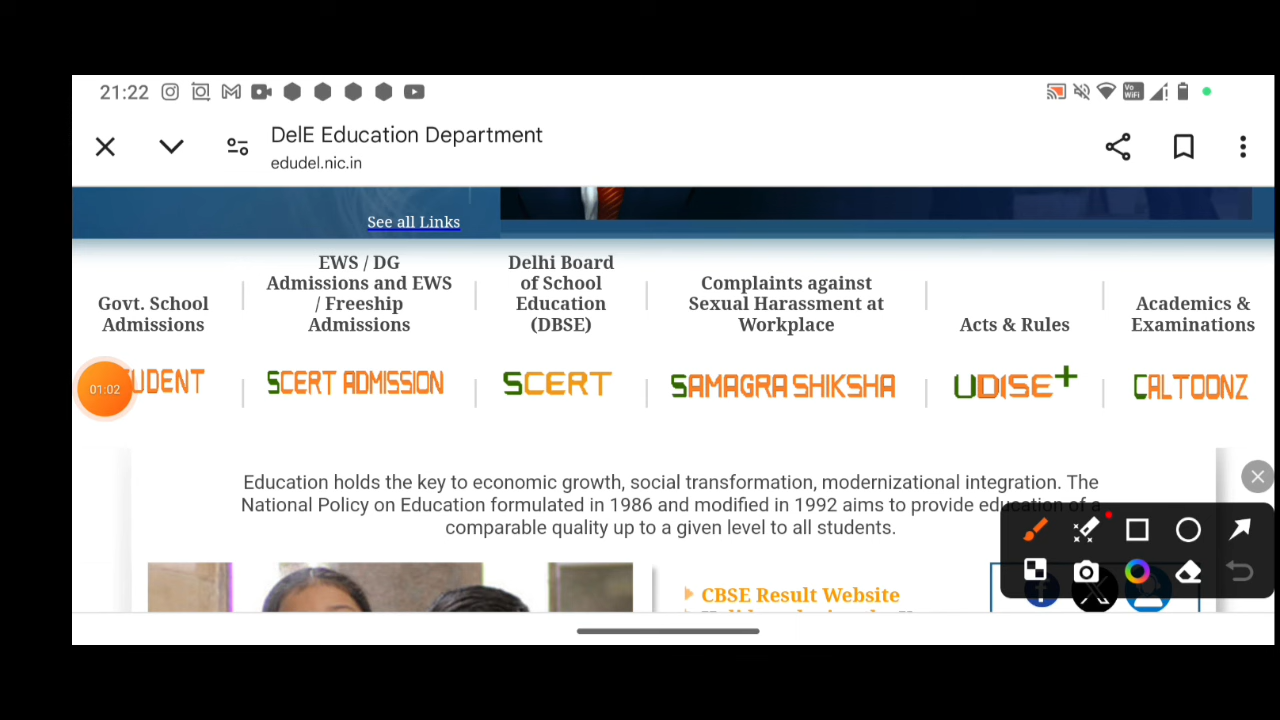 21:22
Vo WiFi
DelE Education Department
edudel.nic.in
See all Links
Govt. School
Admissions
EWS / DG
Admissions and EWS
/ Freeship
Admissions
Delhi Board
of School
Education
(DBSE)
Complaints against
Sexual Harassment at
Workplace
Acts & Rules
Academics &
Examinations
01:02
UDENT
SCERT ADMISSION
SCERT
SAMAGRA SHIKSHA
UDISE+
CALTOONZ
Education holds the key to economic growth, social transformation, modernizational integration. The
National Policy on Education formulated in 1986 and modified in 1992 aims to provide education of a
comparable quality up to a given level to all students.
CBSE Result Website